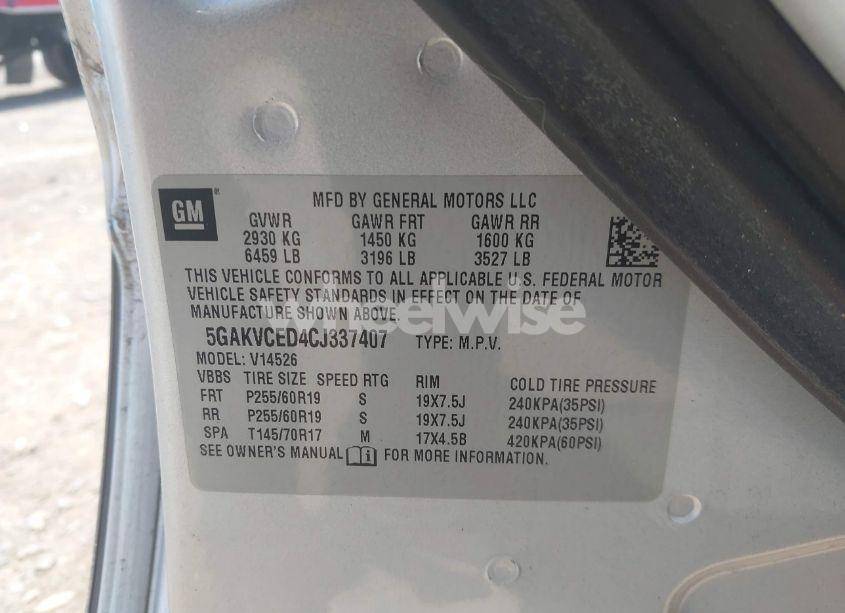 GM
MFD BY GENERAL MOTORS LLC
GVWR GAWR FRT GAWR RR
2930 KG 1450 KG 1600 KG
6459 LB 3196 LB 3527 LB
THIS VEHICLE CONFORMS TO ALL APPLICABLE U.S. FEDERAL MOTOR
VEHICLE SAFETY STANDARDS IN EFFECT ON THE DATE OF
MANUFACTURE SHOWN ABOVE.
wheelwise
5GAKVCED4CJ337407 TYPE: M.P.V.
MODEL: V14526
VBBS TIRE SIZE SPEED RTG RIM COLD TIRE PRESSURE
FRT P255/60R19 S 19X7.5J 240KPA(35PSI)
RR P255/60R19 S 19X7.5J 240KPA(35PSI)
SPA T145/70R17 M 17X4.5B 420KPA(60PSI)
SEE OWNER'S MANUAL i FOR MORE INFORMATION.